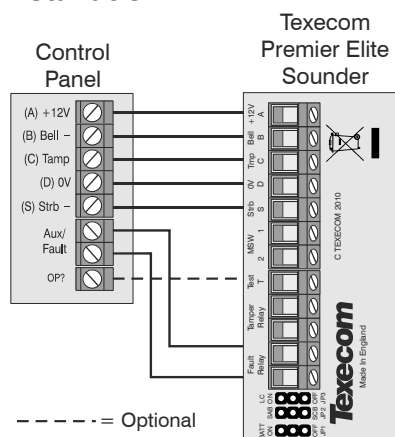 Texecom
Premier Elite
Sounder
Control
Panel
(A) +12V
(B) Bell –
(C) Tamp
(D) 0V
(S) Strb –
Aux/
Fault
OP?
+12V A
Bell B
Tmp C
0V D
Strb S
MSW 1
2
Test T
Tamper
Relay
Fault
Relay
© TEXECOM 2010
Texecom
Made In England
LC
SAB ON
SCB OFF
JP2 JP3
BATT
ON
OFF
JP1
= Optional